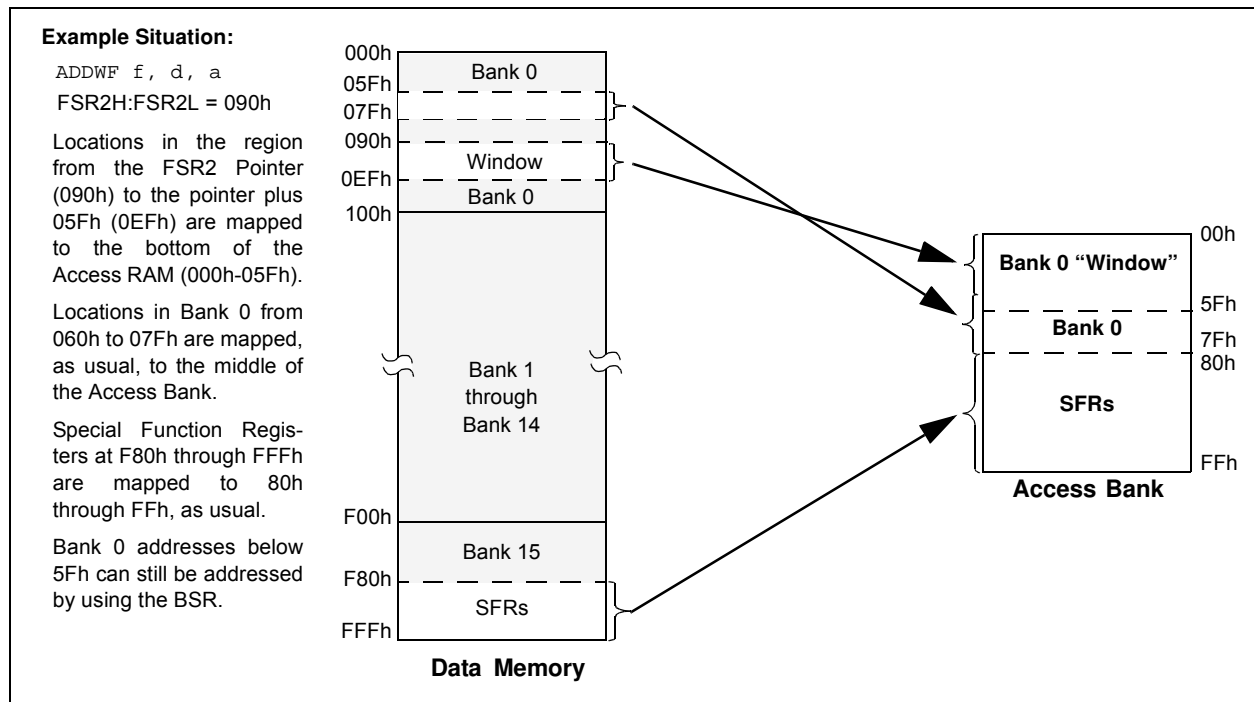 Example Situation:
ADDWF f, d, a
FSR2H:FSR2L = 090h
Locations in the region
from the FSR2 Pointer
(090h) to the pointer plus
05Fh (0EFh) are mapped
to the bottom of the
Access RAM (000h-05Fh).
Locations in Bank 0 from
060h to 07Fh are mapped,
as usual, to the middle of
the Access Bank.
Special Function Regis-
ters at F80h through FFFh
are mapped to 80h
through FFh, as usual.
Bank 0 addresses below
5Fh can still be addressed
by using the BSR.
000h
05Fh
07Fh
090h
0EFh
100h
F00h
F80h
FFFh
Bank 0
Window
Bank 0
Bank 1
through
Bank 14
Bank 15
SFRs
Data Memory
Bank 0 “Window”
Bank 0
SFRs
00h
5Fh
7Fh
80h
FFh
Access Bank